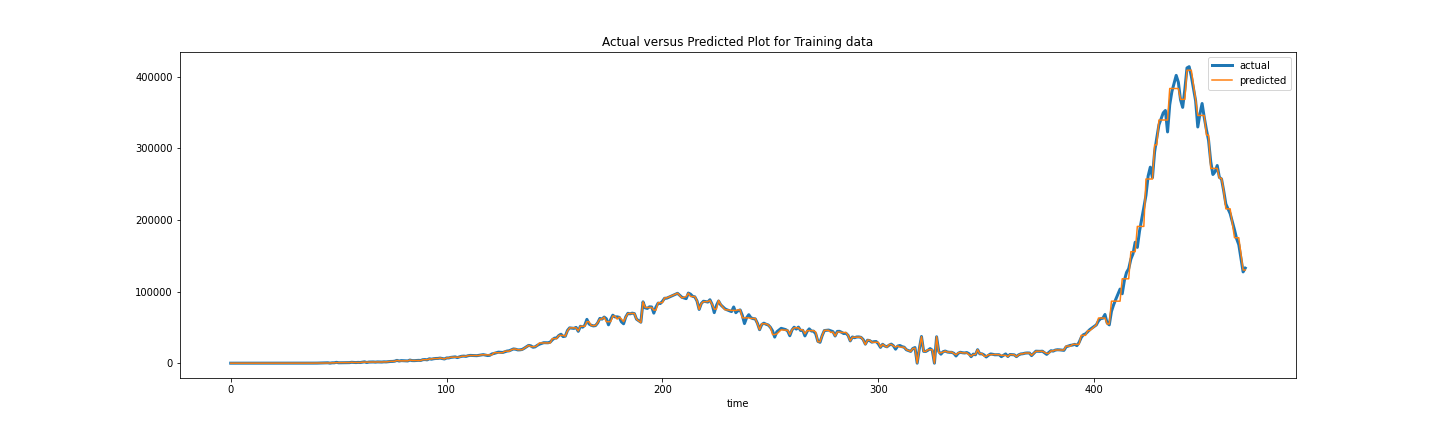 Actual versus Predicted Plot for Training data
actual
predicted
400000
300000
200000
100000
0
0 100 200 300 400
time